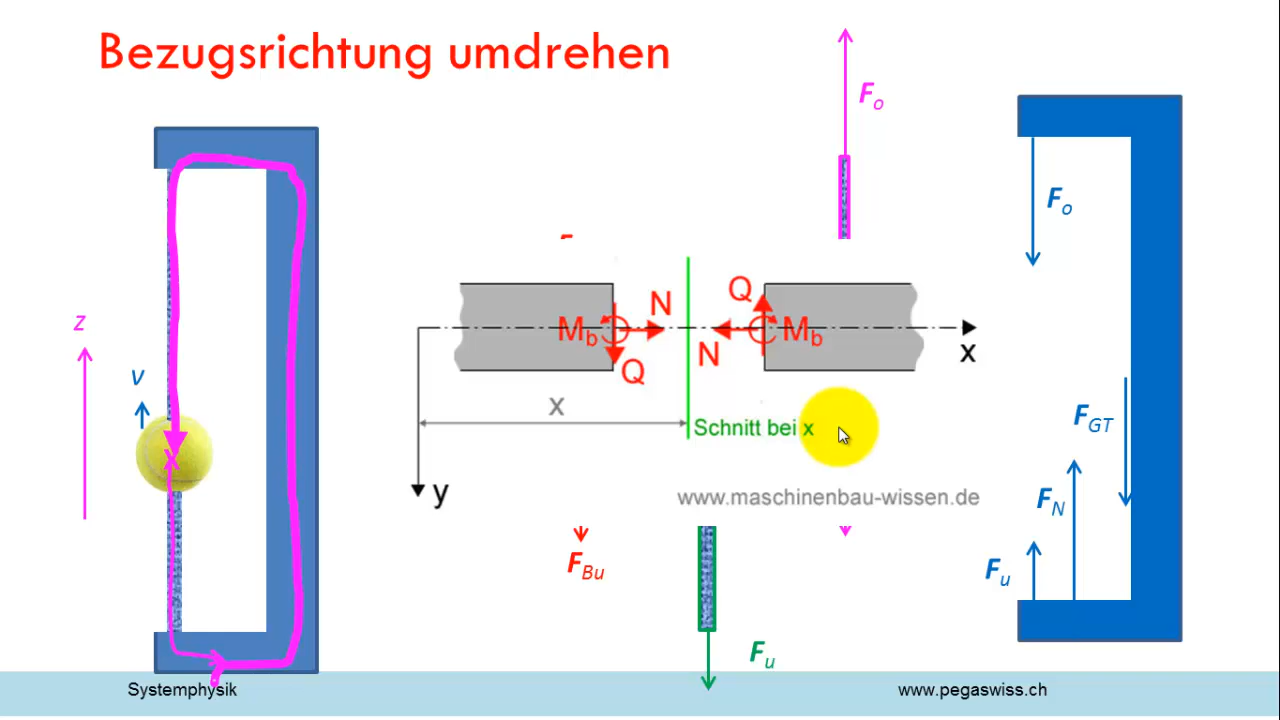 Bezugsrichtung umdrehen
F_o
F_o
z
v
N
Q
M_b
M_b
Q
N
x
x
Schnitt bei x
y
www.maschinenbau-wissen.de
F_GT
F_N
F_Bu
F_u
F_u
Systemphysik
www.pegaswiss.ch